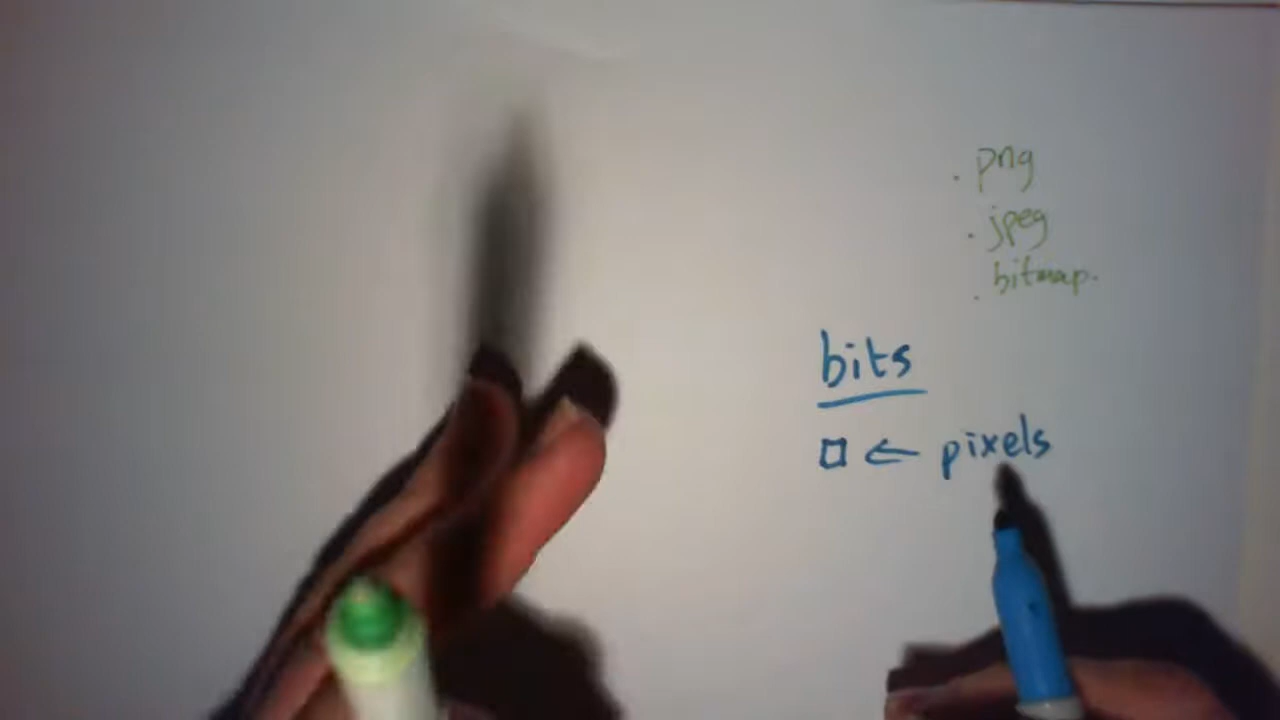 . png
. jpeg
. bitmap.
bits
□ ← pixels